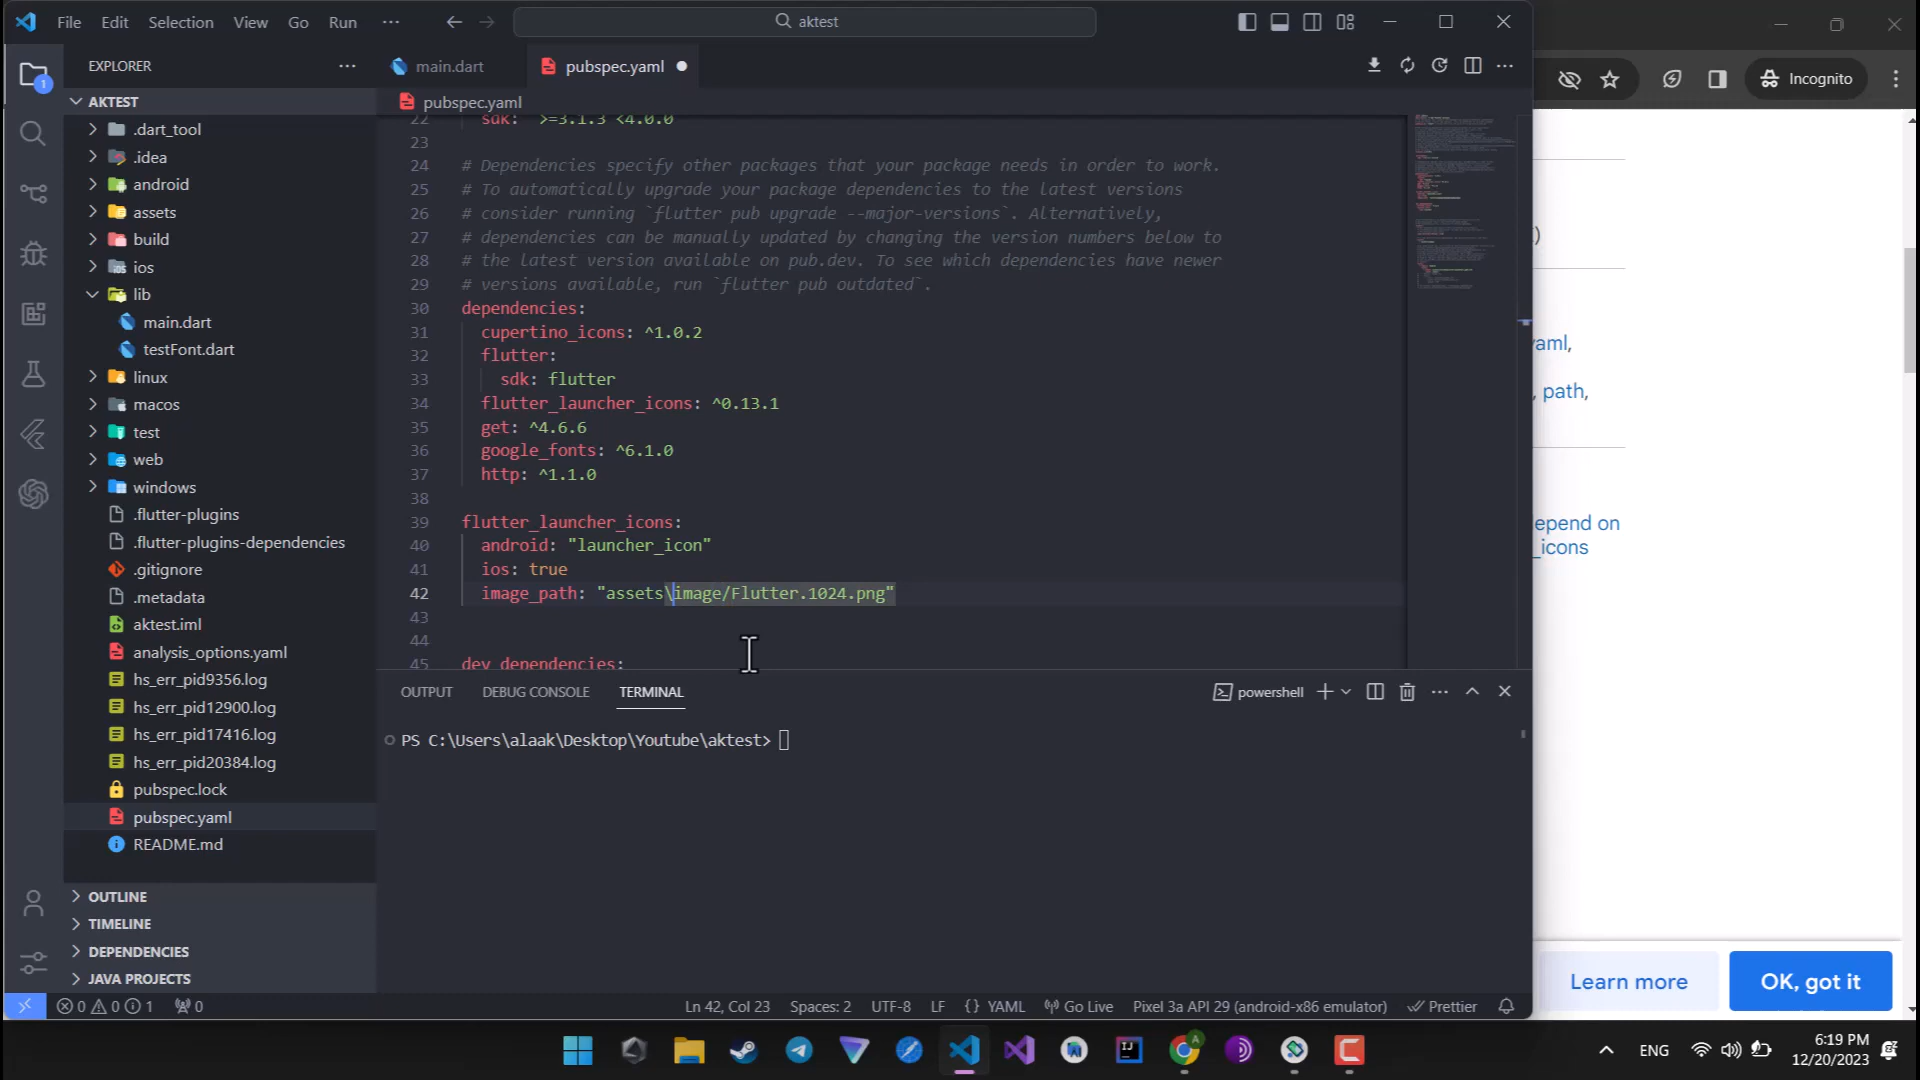 File Edit Selection View Go Run ··· aktest
EXPLORER
main.dart
pubspec.yaml
Incognito
AKTEST
.dart_tool
.idea
android
assets
build
ios
lib
main.dart
testFont.dart
linux
macos
test
web
windows
.flutter-plugins
.flutter-plugins-dependencies
.gitignore
.metadata
aktest.iml
analysis_options.yaml
hs_err_pid9356.log
hs_err_pid12900.log
hs_err_pid17416.log
hs_err_pid20384.log
pubspec.lock
pubspec.yaml
README.md
OUTLINE
TIMELINE
DEPENDENCIES
JAVA PROJECTS
pubspec.yaml
22 sdk: '>=3.1.3 <4.0.0'
23
24 # Dependencies specify other packages that your package needs in order to work.
25 # To automatically upgrade your package dependencies to the latest versions
26 # consider running `flutter pub upgrade --major-versions`. Alternatively,
27 # dependencies can be manually updated by changing the version numbers below to
28 # the latest version available on pub.dev. To see which dependencies have newer
29 # versions available, run `flutter pub outdated`.
30 dependencies:
31 cupertino_icons: ^1.0.2
32 flutter:
33 sdk: flutter
34 flutter_launcher_icons: ^0.13.1
35 get: ^4.6.6
36 google_fonts: ^6.1.0
37 http: ^1.1.0
38
39 flutter_launcher_icons:
40 android: "launcher_icon"
41 ios: true
42 image_path: "assets\image/Flutter.1024.png"
43
44
45 dev_dependencies:
OUTPUT DEBUG CONSOLE TERMINAL
powershell
PS C:\Users\alaak\Desktop\Youtube\aktest>
)
aml,
, path,
epend on
_icons
Learn more
OK, got it
0 0 1 0
Ln 42, Col 23 Spaces: 2 UTF-8 LF {} YAML Go Live Pixel 3a API 29 (android-x86 emulator) Prettier
ENG
6:19 PM
12/20/2023